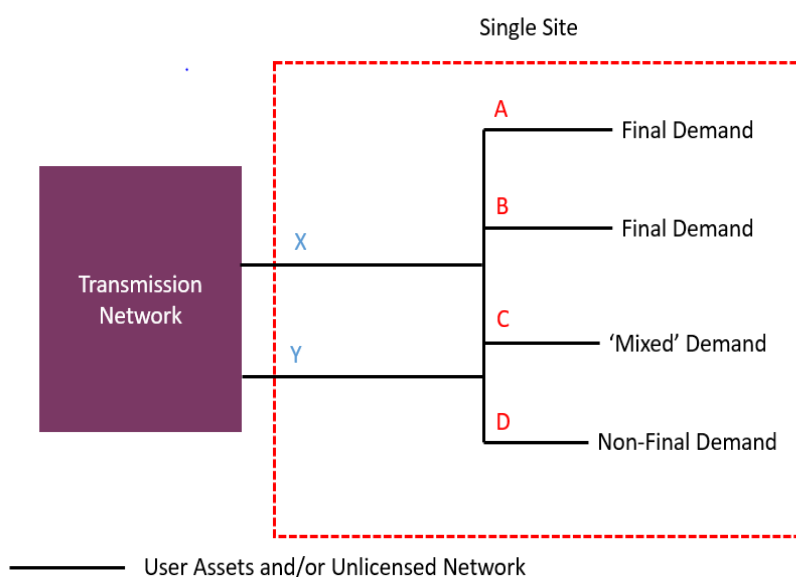 Single Site
A
Final Demand
B
Final Demand
X
Transmission
Network
C
'Mixed' Demand
Y
D
Non-Final Demand
User Assets and/or Unlicensed Network